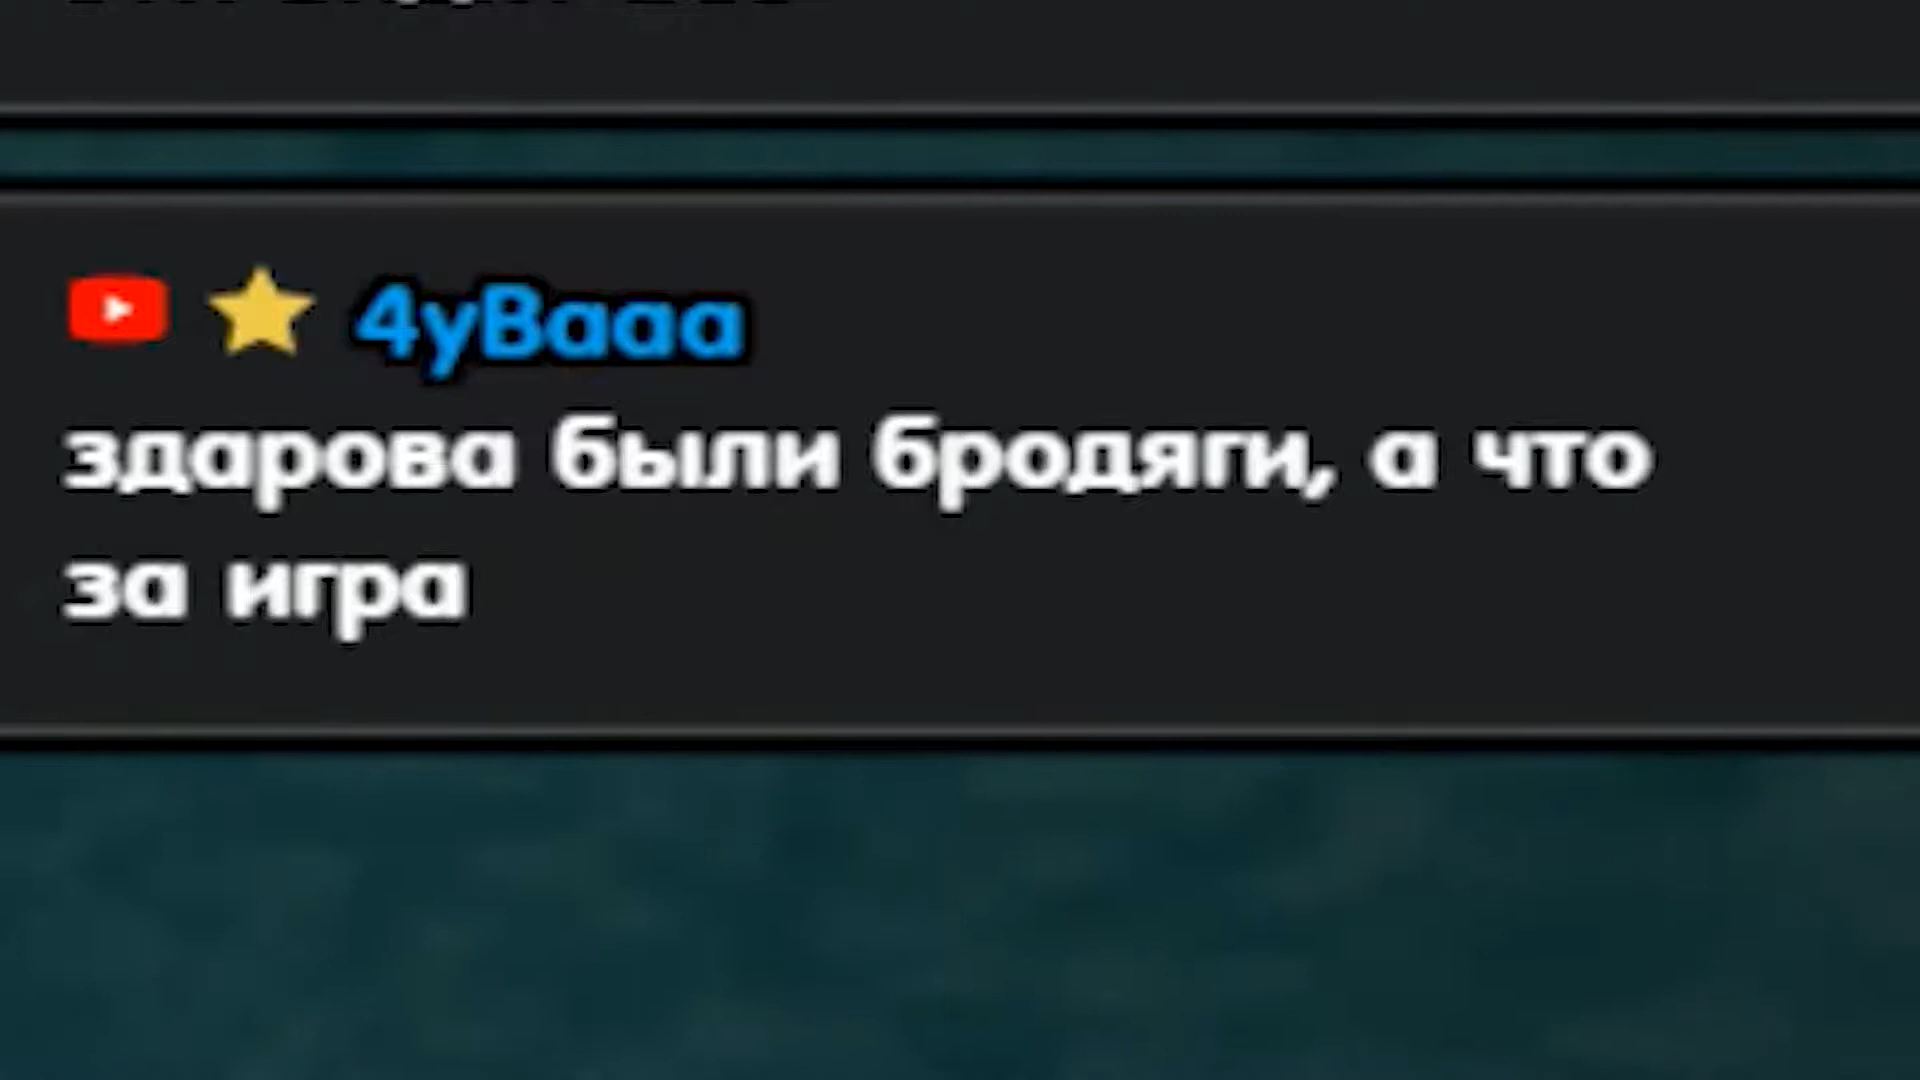 4yBaaa
здарова были бродяги, а что
за игра